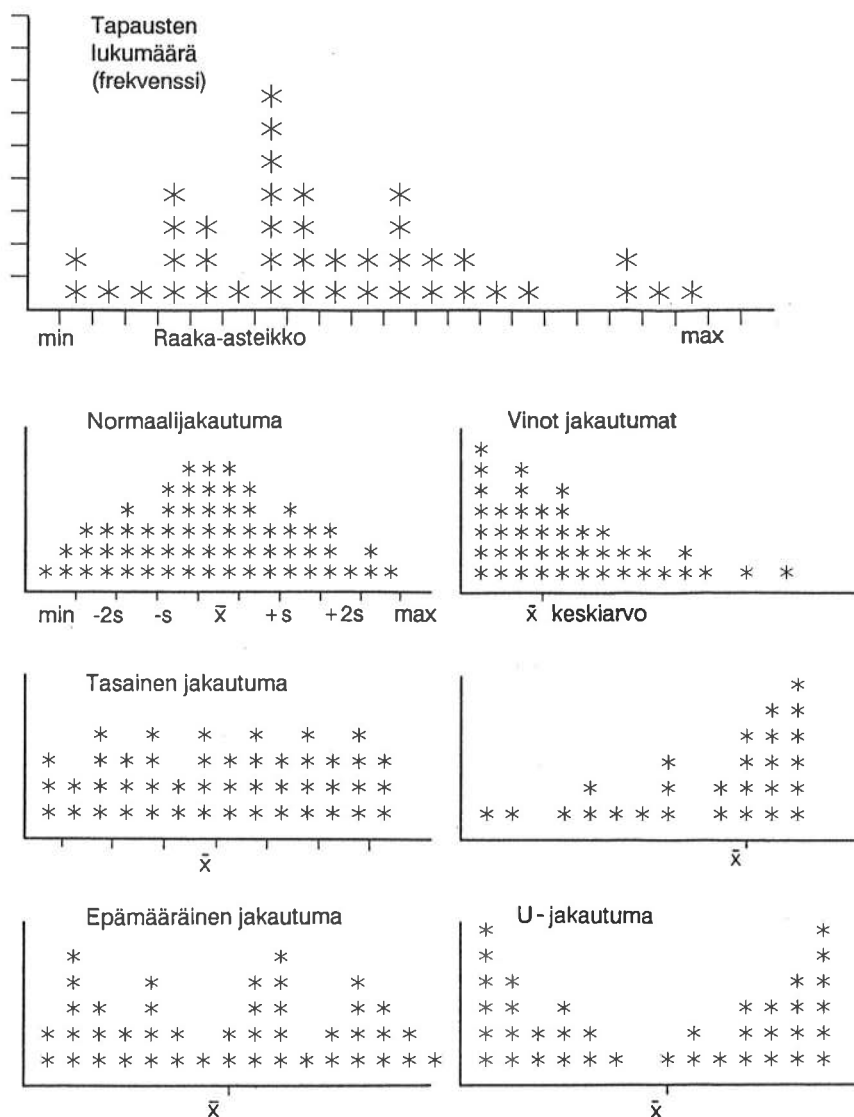 Tapausten
lukumäärä
(frekvenssi)
min Raaka-asteikko max
Normaalijakautuma
min -2s -s x̄ +s +2s max
Vinot jakautumat
x̄ keskiarvo
Tasainen jakautuma
x̄
x̄
Epämääräinen jakautuma
x̄
U-jakautuma
x̄